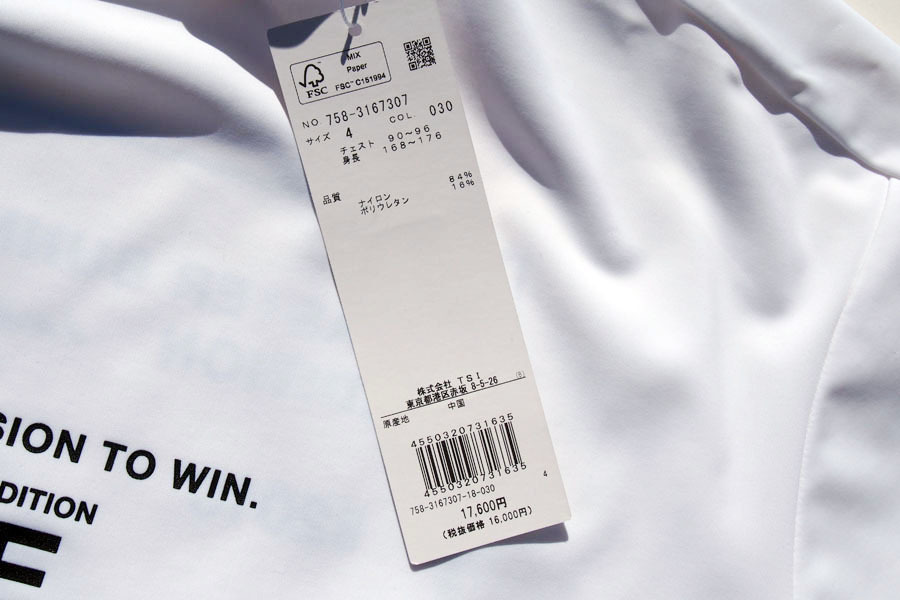 MIX
Paper
FSC
FSC™ C151994
NO 758-3167307 COL. 030
サイズ 4
チェスト 90～96
身長 168～176
品質 ナイロン 84%
ポリウレタン 16%
株式会社 TSI
東京都港区赤坂 8-5-26 (B)
原産地 中国
4550320731635
4550320731635
4
758-3167307-18-030
17,600円
(税抜価格 16,000円)
SION TO WIN.
DITION